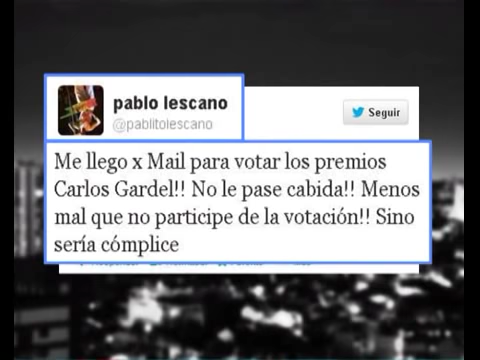 pablo lescano
@pablitolescano
Seguir
Me llego x Mail para votar los premios
Carlos Gardel!! No le pase cabida!! Menos
mal que no participe de la votación!! Sino
sería cómplice